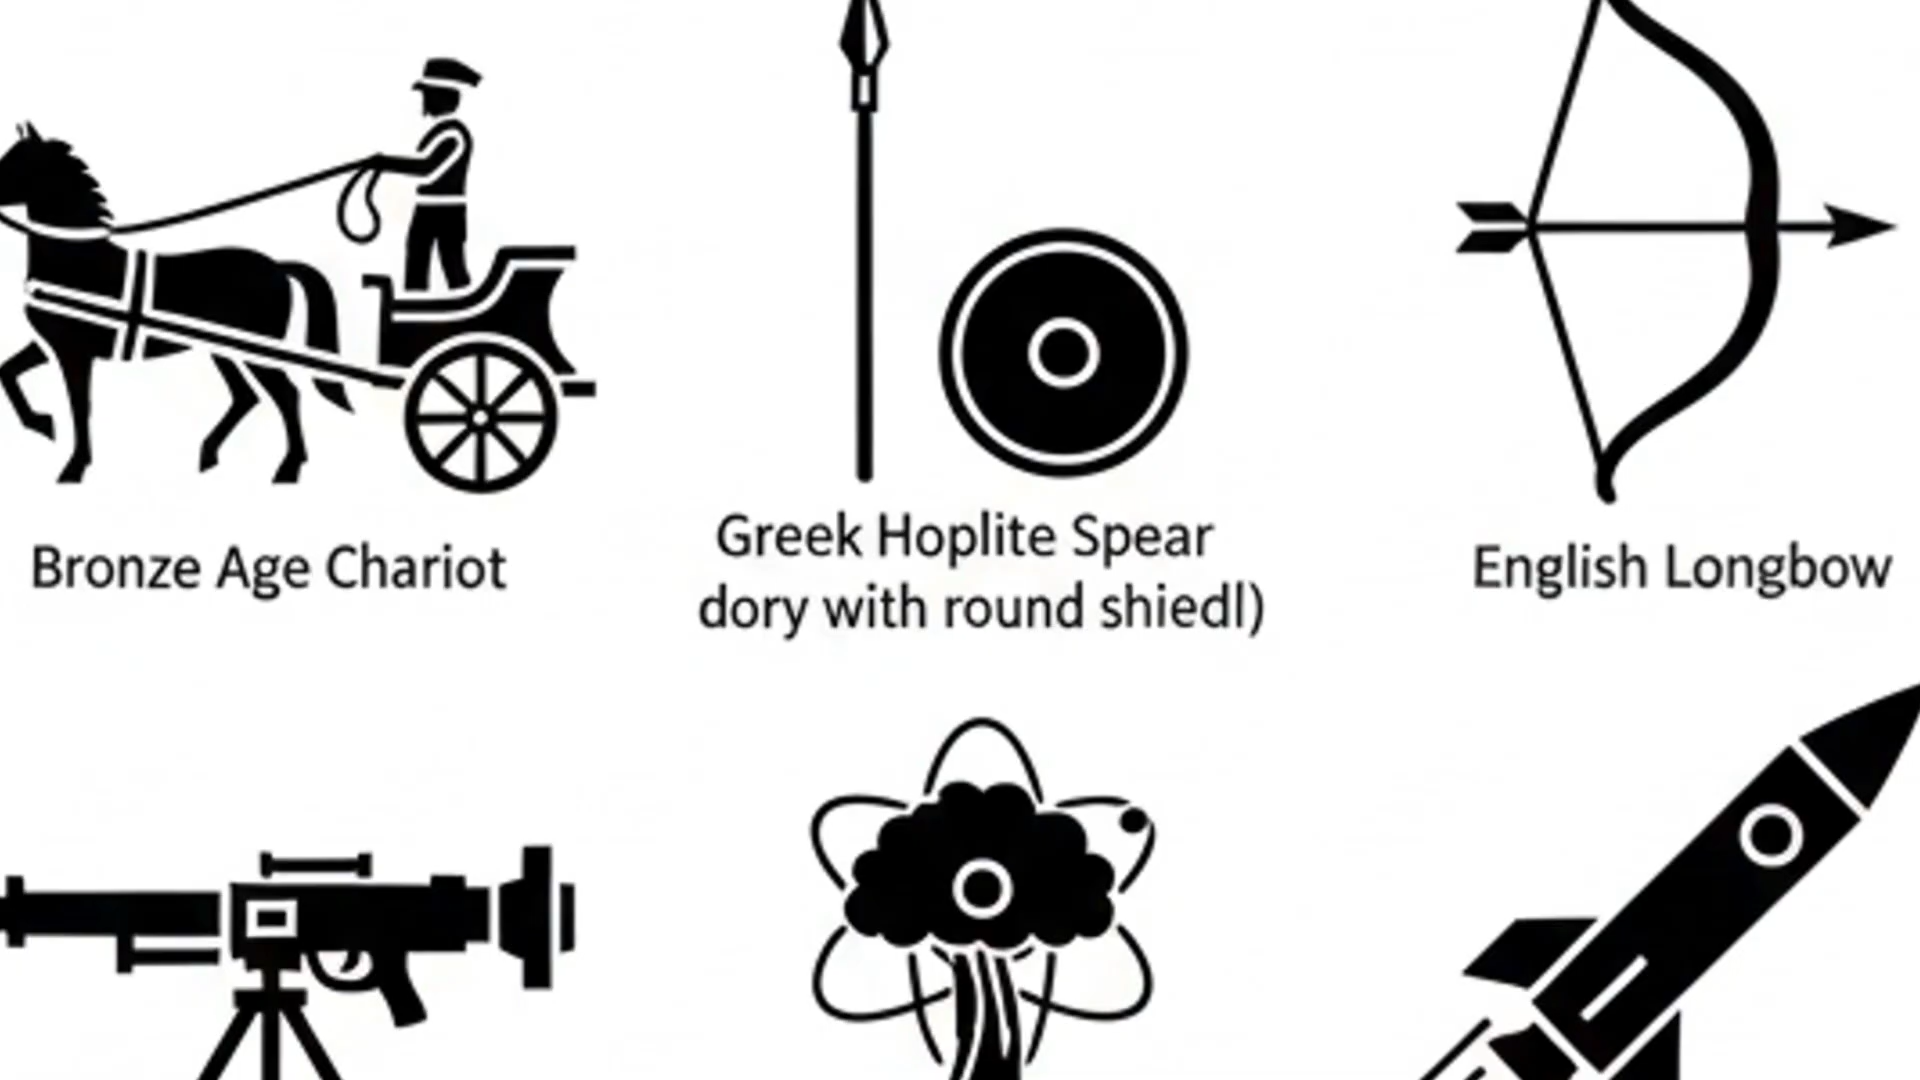 Bronze Age Chariot
Greek Hoplite Spear
dory with round shiedl)
English Longbow